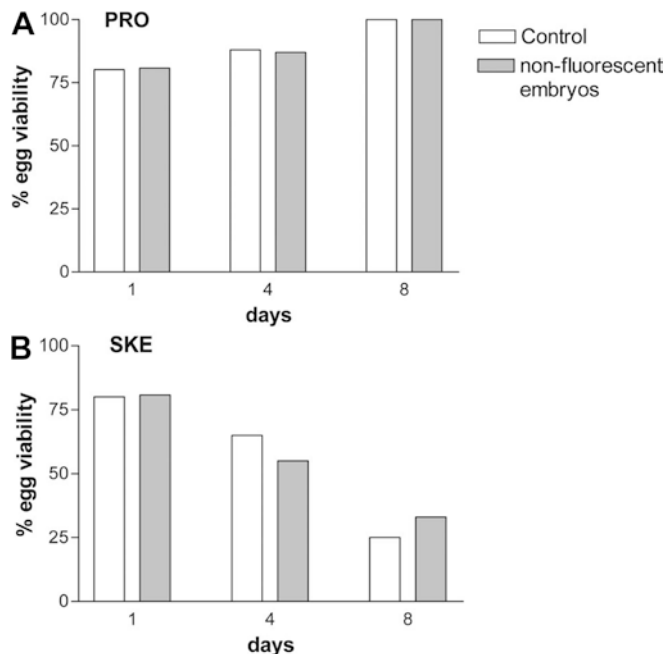 A PRO
100
75
50
25
0
% egg viability
1 4 8
days
Control
non-fluorescent
embryos
B SKE
100
75
50
25
0
% egg viability
1 4 8
days